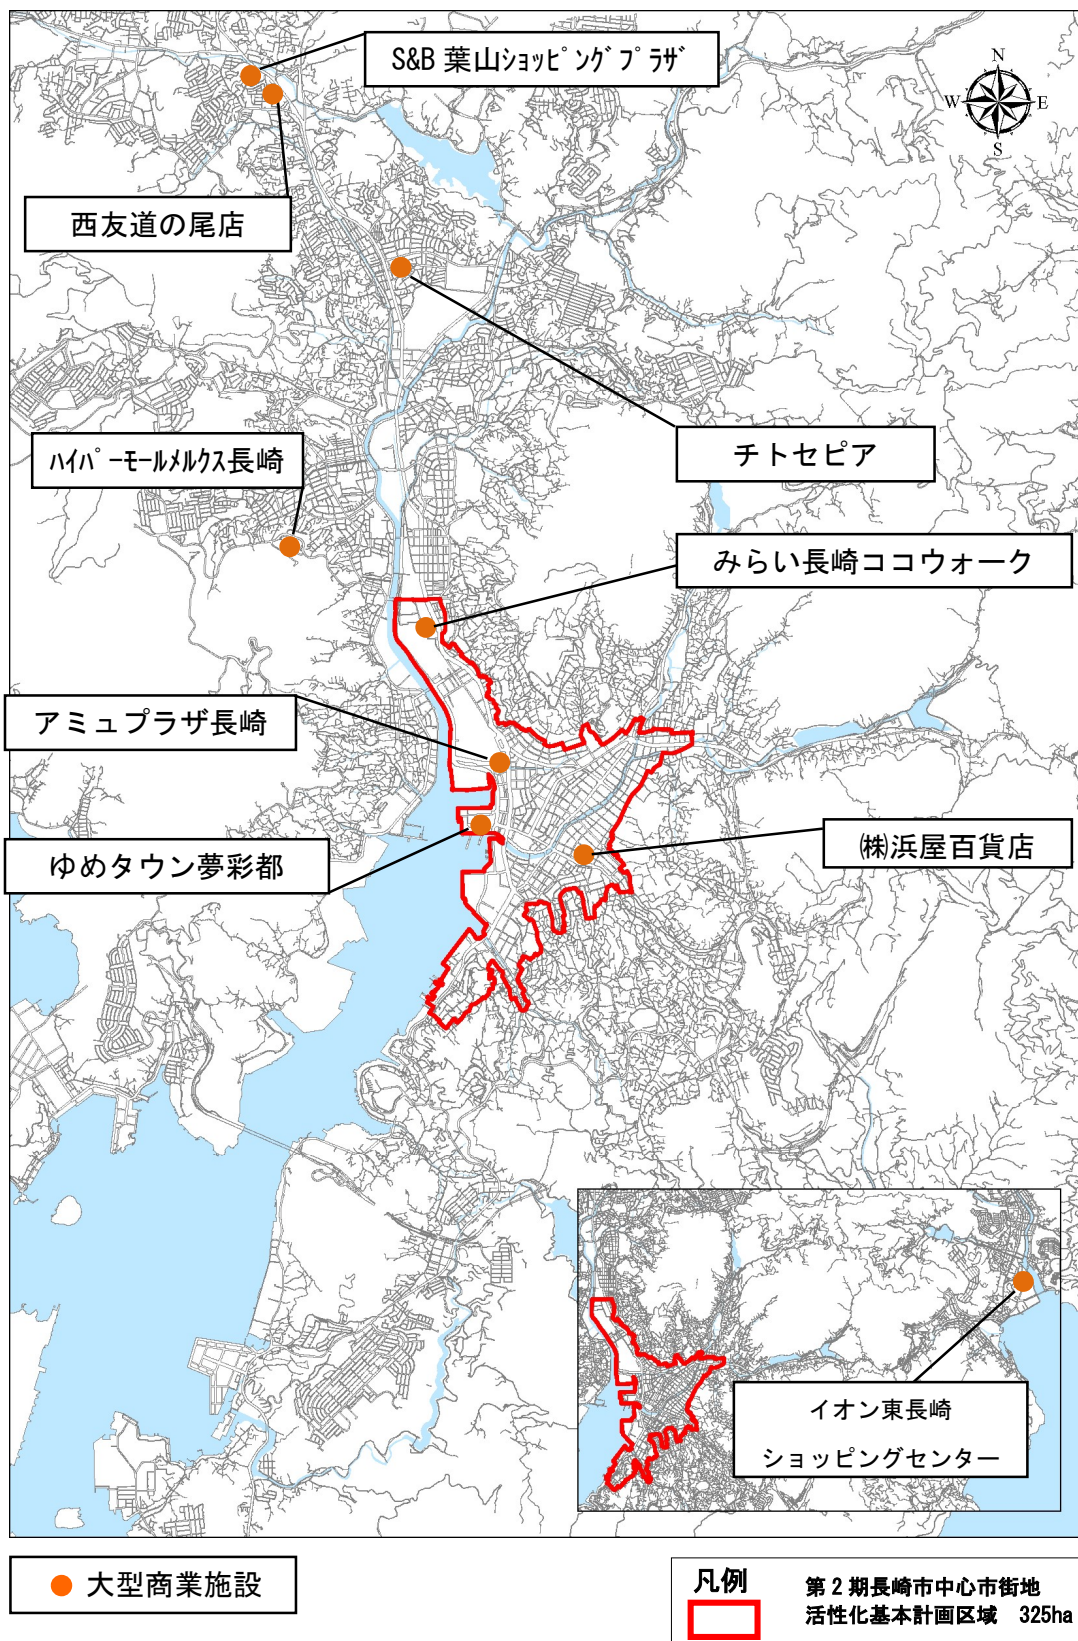 S&B 葉山ｼｮｯﾋﾟﾝｸﾞﾌﾟﾗｻﾞ
N
W E
S
西友道の尾店
チトセピア
ﾊｲﾊﾟｰﾓｰﾙﾒﾙｸｽ長崎
みらい長崎ココウォーク
アミュプラザ長崎
㈱浜屋百貨店
ゆめタウン夢彩都
イオン東長崎
ショッピングセンター
大型商業施設
凡例
第２期長崎市中心市街地
活性化基本計画区域 325ha